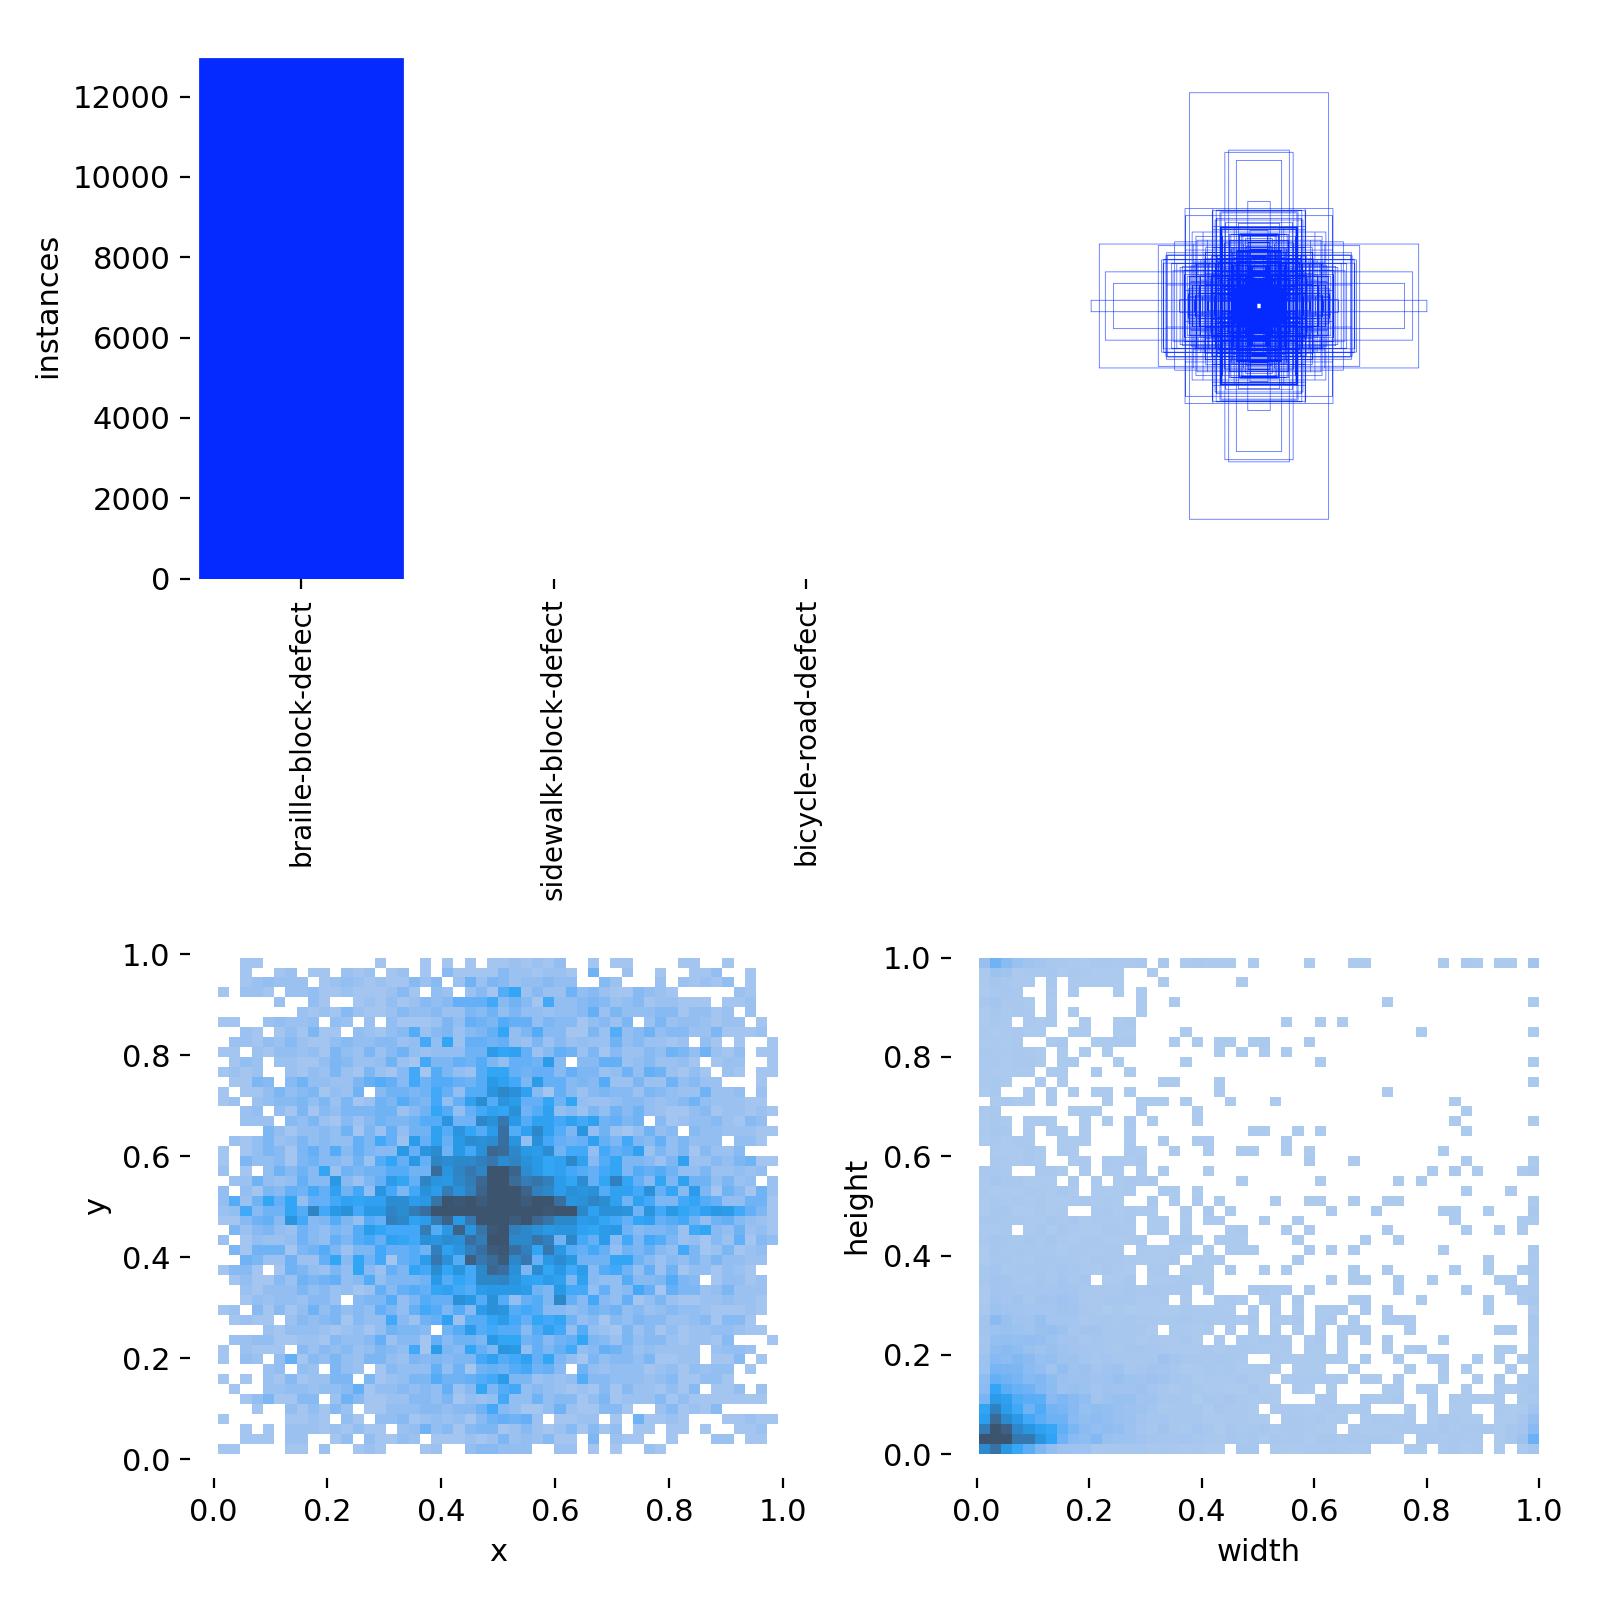 12000
10000
8000
6000
4000
2000
0
instances
braille-block-defect
sidewalk-block-defect
bicycle-road-defect
1.0
0.8
0.6
0.4
0.2
0.0
y
0.0 0.2 0.4 0.6 0.8 1.0
x
1.0
0.8
0.6
0.4
0.2
0.0
height
0.0 0.2 0.4 0.6 0.8 1.0
width